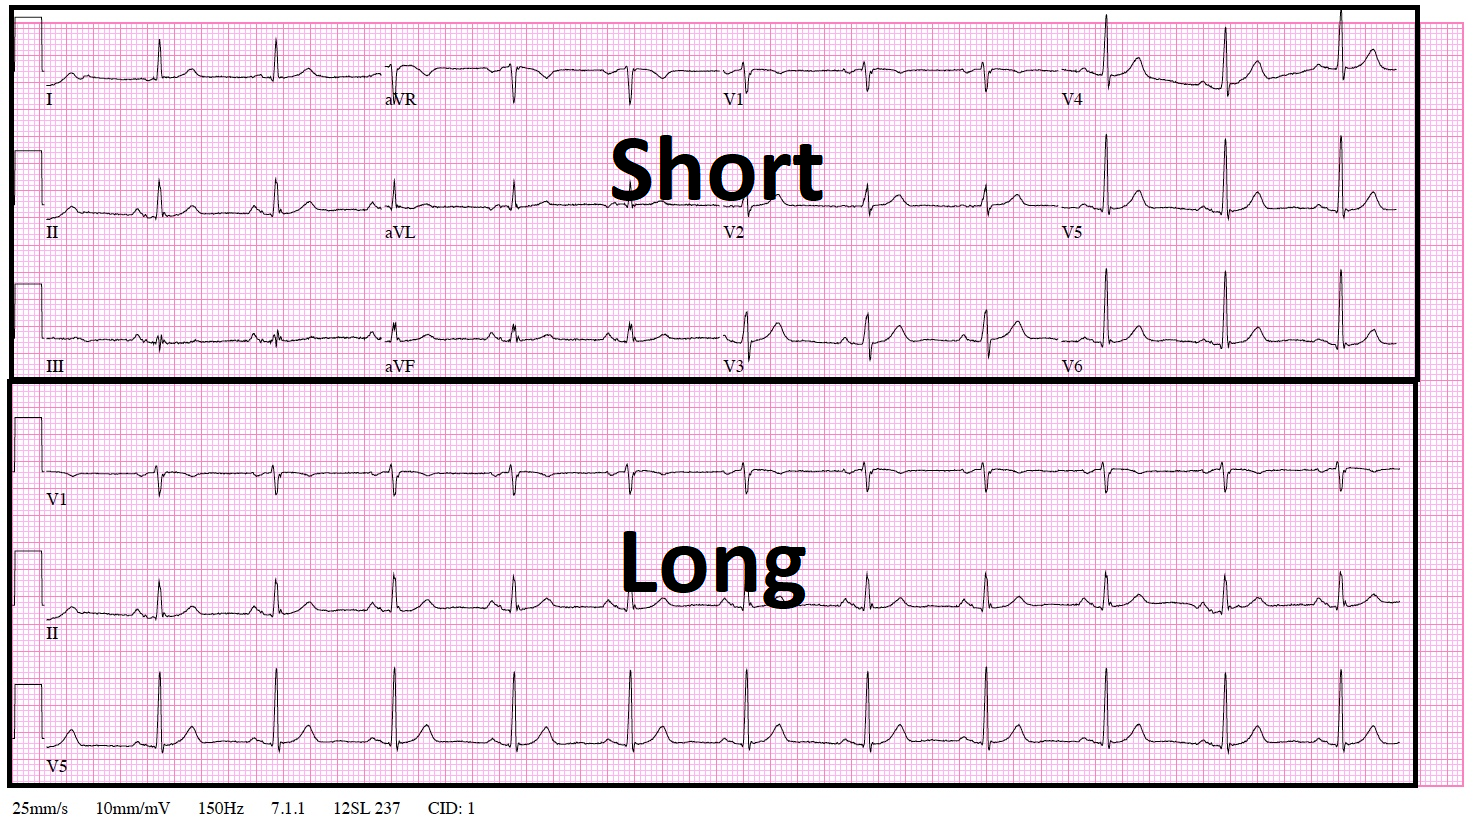 I aVR V1 V4
Short
II aVL V2 V5
III aVF V3 V6
V1
Long
II
V5
25mm/s 10mm/mV 150Hz 7.1.1 12SL 237 CID: 1